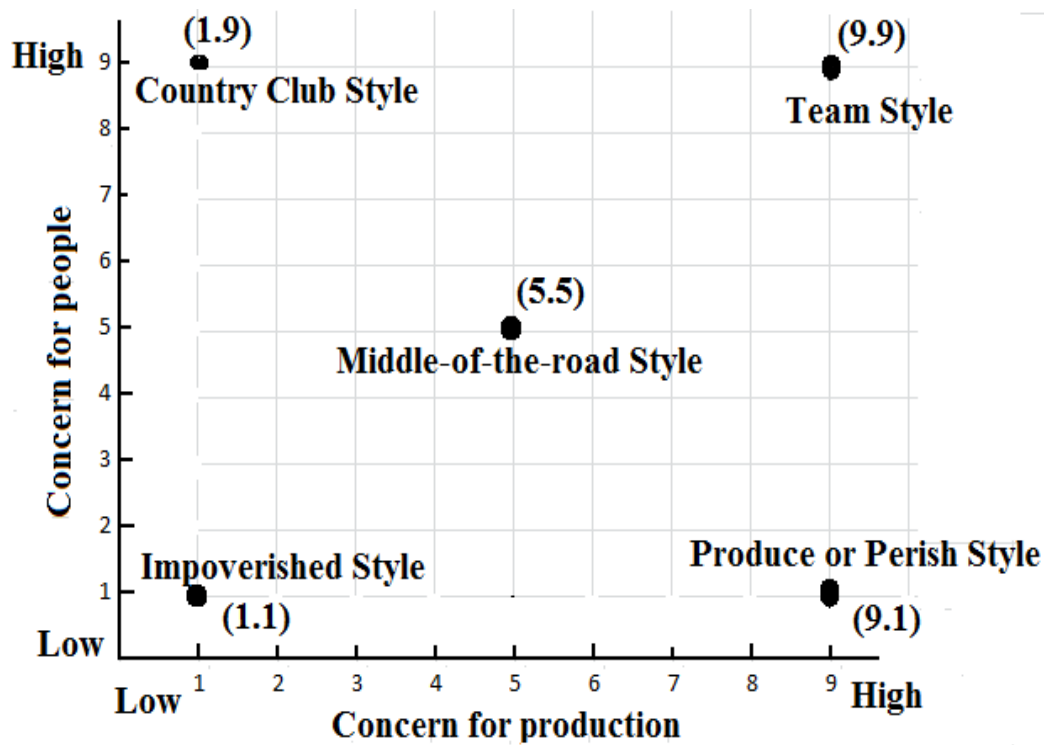 (1.9)
(9.9)
High 9
Country Club Style
Team Style
8
7
6
(5.5)
5
Middle-of-the-road Style
4
3
2
Concern for people
Produce or Perish Style
Impoverished Style
1
(1.1)
(9.1)
Low
Low 1 2 3 4 5 6 7 8 9 High
Concern for production